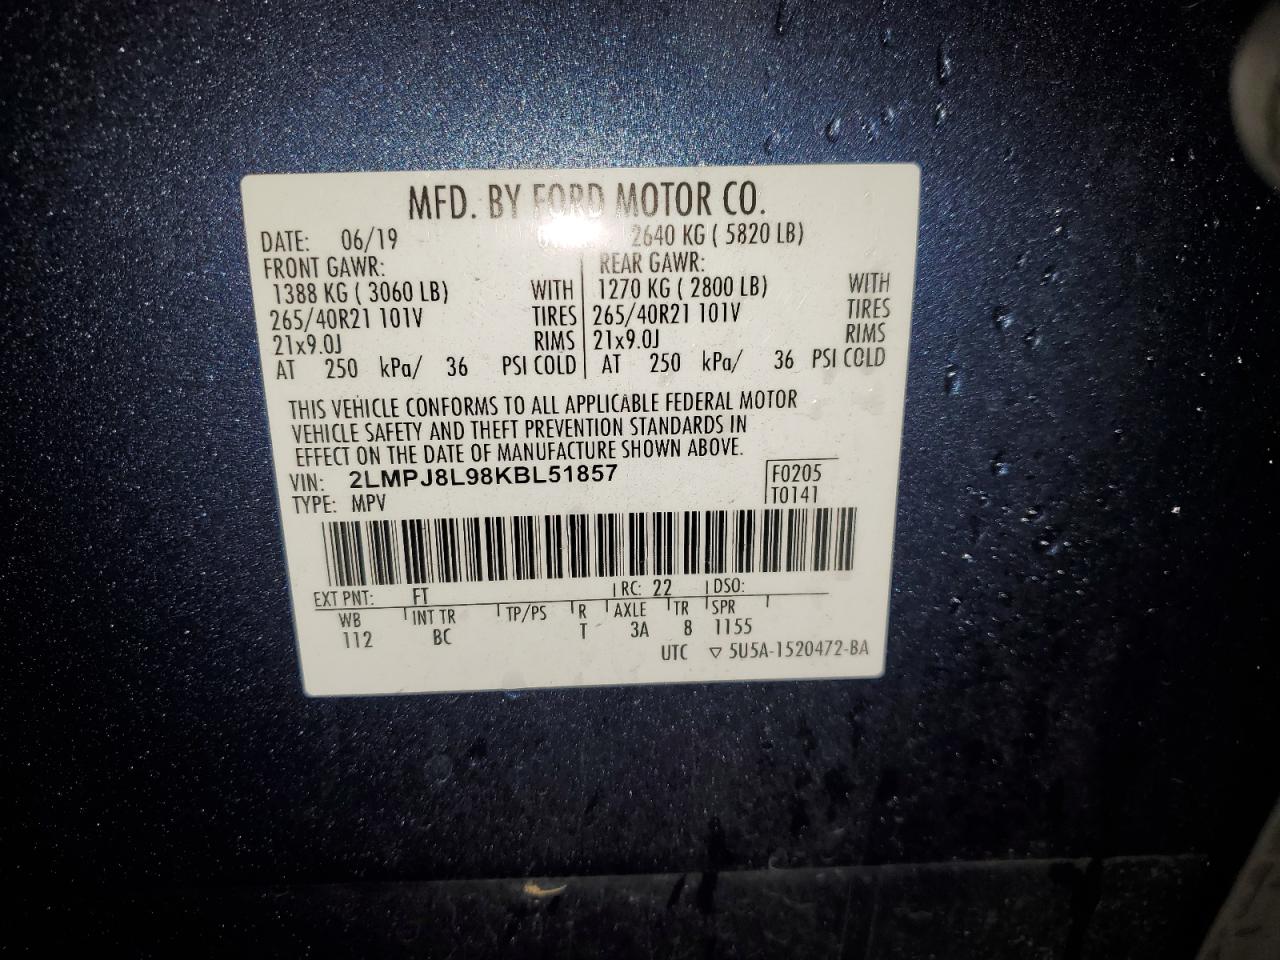 MFD. BY FORD MOTOR CO.
DATE: 06/19 2640 KG ( 5820 LB)
FRONT GAWR: REAR GAWR:
1388 KG ( 3060 LB) WITH 1270 KG ( 2800 LB) WITH
265/40R21 101V TIRES 265/40R21 101V TIRES
21x9.0J RIMS 21x9.0J RIMS
AT 250 kPa/ 36 PSI COLD AT 250 kPa/ 36 PSI COLD
THIS VEHICLE CONFORMS TO ALL APPLICABLE FEDERAL MOTOR
VEHICLE SAFETY AND THEFT PREVENTION STANDARDS IN
EFFECT ON THE DATE OF MANUFACTURE SHOWN ABOVE.
VIN: 2LMPJ8L98KBL51857 F0205
TYPE: MPV T0141
EXT PNT: FT RC: 22 DSO:
WB INT TR TP/PS R AXLE TR SPR
112 BC T 3A 8 1155
UTC ▽ 5U5A-1520472-BA